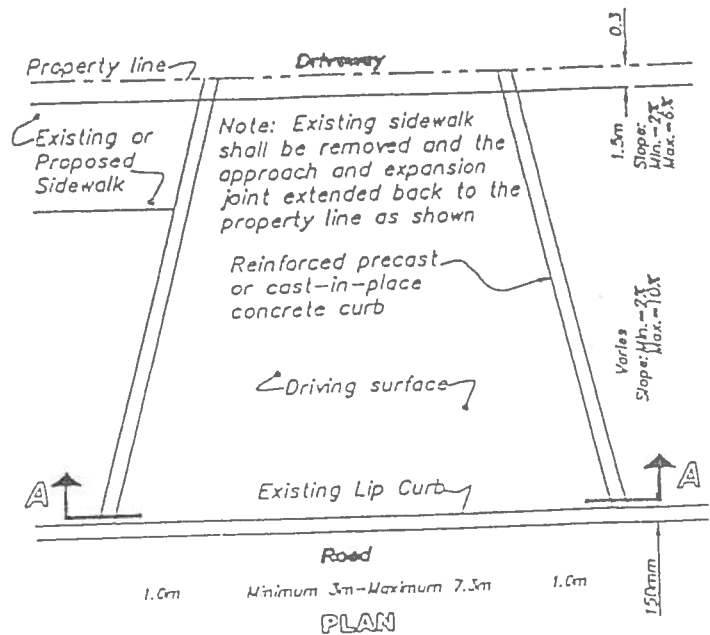 0.3
Driveway
Property line
Existing or
Proposed
Sidewalk
Note: Existing sidewalk
shall be removed and the
approach and expansion
joint extended back to the
property line as shown
1.5m
Slope:
Min.=2%
Max.=6%
Reinforced precast
or cast-in-place
concrete curb
Varies
Slope: Min.=2%
Max.=10%
Driving surface
A
A
Existing Lip Curb
Road
1.0m
Minimum 3m-Maximum 7.5m
1.0m
150mm
PLAN